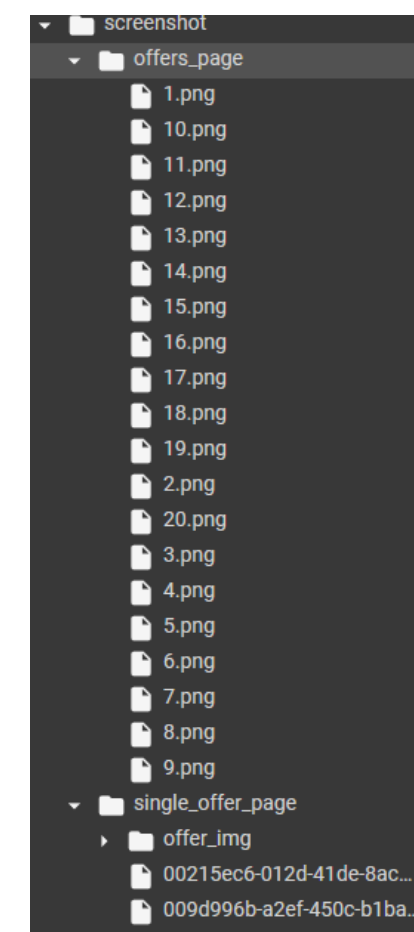 screenshot
offers_page
1.png
10.png
11.png
12.png
13.png
14.png
15.png
16.png
17.png
18.png
19.png
2.png
20.png
3.png
4.png
5.png
6.png
7.png
8.png
9.png
single_offer_page
offer_img
00215ec6-012d-41de-8ac...
009d996b-a2ef-450c-b1ba...